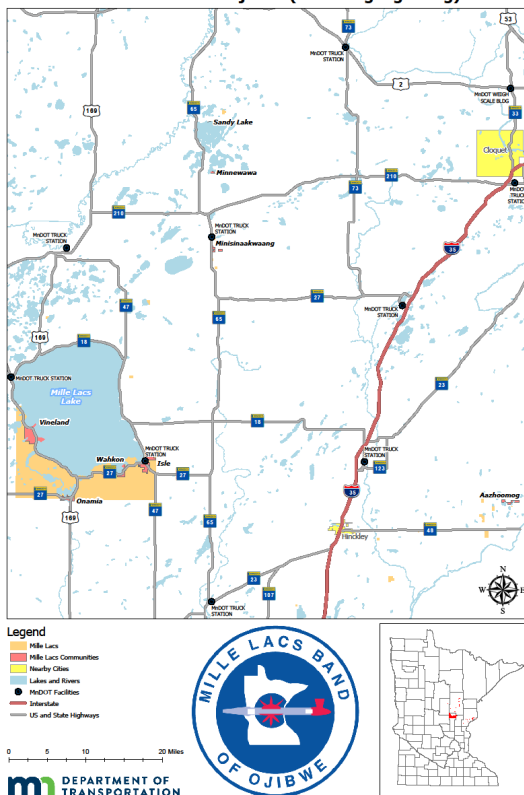 73
53
2
169
65
MnDOT TRUCK
STATION
MnDOT WEIGH
SCALE BLDG
33
Sandy Lake
Cloquet
Minnewawa
73
210
MnDOT
TRUCK
210
MnDOT TRUCK
STATION
MnDOT TRUCK
STATION
Minisinaakwaang
35
47
27
65
MnDOT TRUCK
STATION
169
18
23
MnDOT TRUCK STATION
Mille Lacs
Lake
Vineland
18
Wahkon
MnDOT TRUCK
STATION
Isle
MnDOT TRUCK
STATION
27
27
123
27
Onamia
35
Aazhoomog
169
47
65
Hinckley
48
23
107
MnDOT TRUCK
STATION
N
W
E
S
Legend
Mille Lacs
Mille Lacs Communities
Nearby Cities
Lakes and Rivers
MnDOT Facilities
Interstate
US and State Highways
0 5 10 20 Miles
DEPARTMENT OF
TRANSPORTATION
MILLE LACS BAND
OF OJIBWE